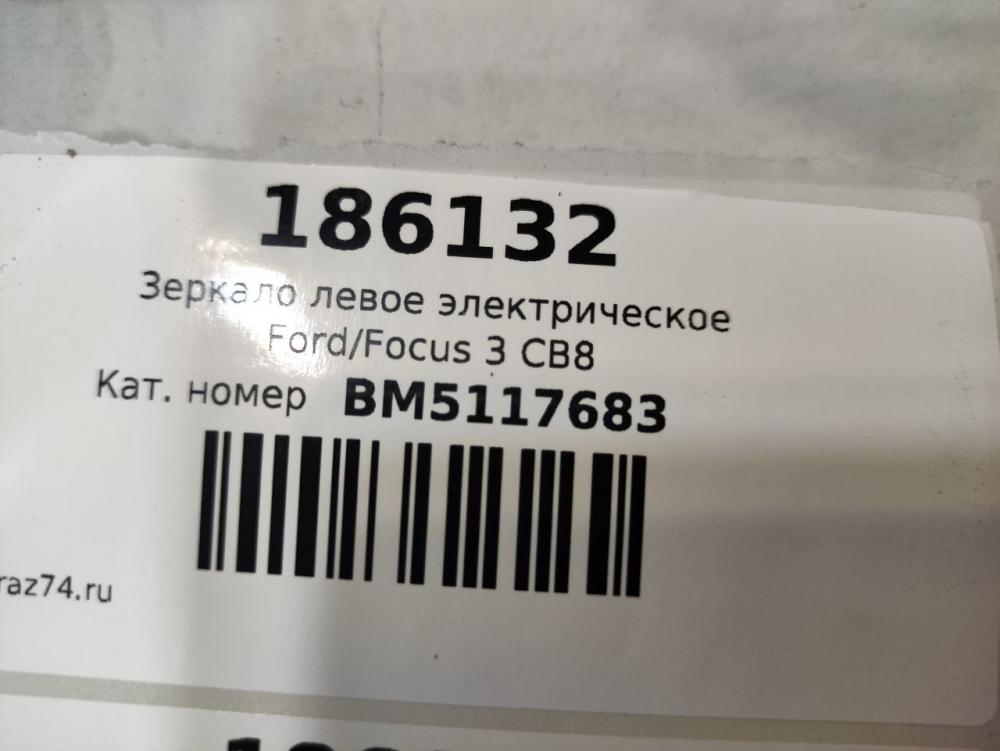 186132
Зеркало левое электрическое
Ford/Focus 3 CB8
Кат. номер BM5117683
raz74.ru